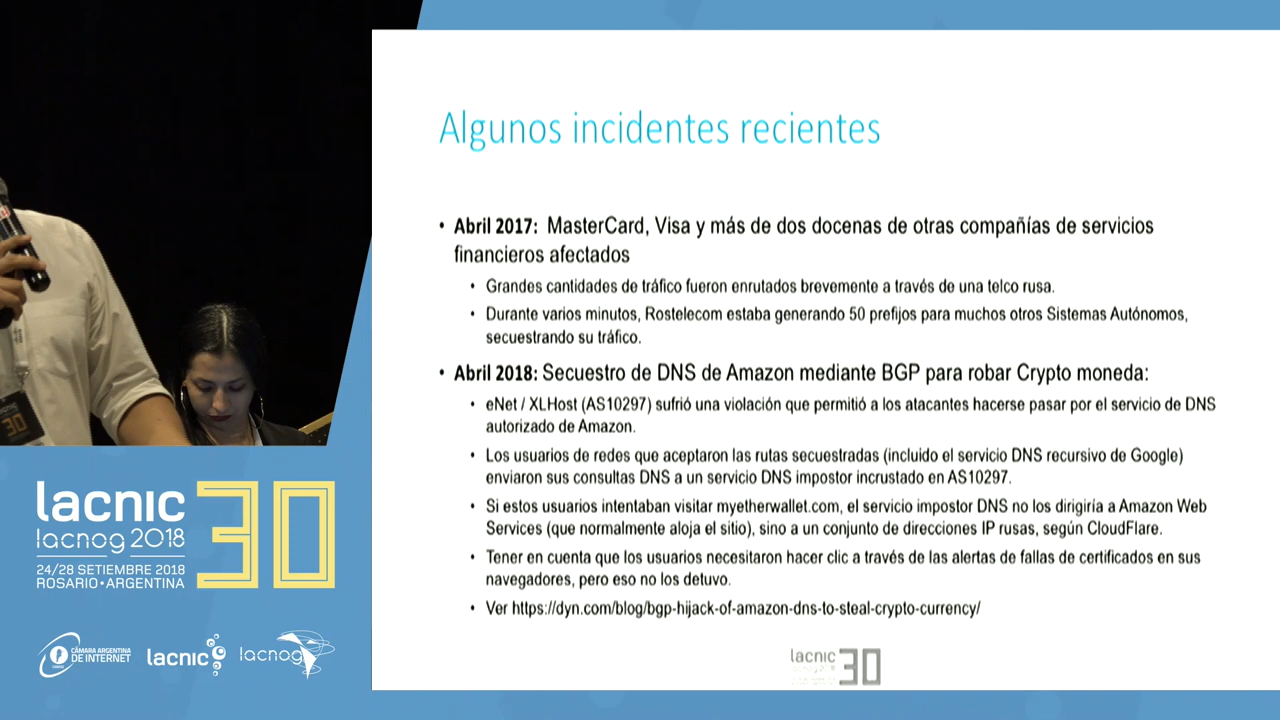 Algunos incidentes recientes
• Abril 2017: MasterCard, Visa y más de dos docenas de otras compañías de servicios
financieros afectados
• Grandes cantidades de tráfico fueron enrutados brevemente a través de una telco rusa.
• Durante varios minutos, Rostelecom estaba generando 50 prefijos para muchos otros Sistemas Autónomos,
secuestrando su tráfico.
• Abril 2018: Secuestro de DNS de Amazon mediante BGP para robar Crypto moneda:
• eNet / XLHost (AS10297) sufrió una violación que permitió a los atacantes hacerse pasar por el servicio de DNS
autorizado de Amazon.
• Los usuarios de redes que aceptaron las rutas secuestradas (incluido el servicio DNS recursivo de Google)
enviaron sus consultas DNS a un servicio DNS impostor incrustado en AS10297.
• Si estos usuarios intentaban visitar myetherwallet.com, el servicio impostor DNS no los dirigiría a Amazon Web
Services (que normalmente aloja el sitio), sino a un conjunto de direcciones IP rusas, según CloudFlare.
• Tener en cuenta que los usuarios necesitaron hacer clic a través de las alertas de fallas de certificados en sus
navegadores, pero eso no los detuvo.
• Ver https://dyn.com/blog/bgp-hijack-of-amazon-dns-to-steal-crypto-currency/
lacnic 30
30
lacnic 30
lacnog 2018
24/28 SETIEMBRE 2018
ROSARIO • ARGENTINA
CÁMARA ARGENTINA
DE INTERNET
lacnic
lacnog